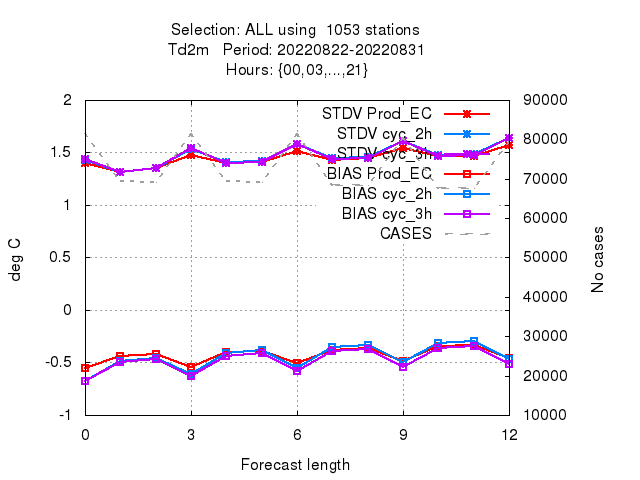 Selection: ALL using  1053 stations
Td2m   Period: 20220822-20220831
Hours: {00,03,...,21}
2
1.5
1
0.5
0
-0.5
-1
deg C
90000
80000
70000
60000
50000
40000
30000
20000
10000
No cases
STDV Prod_EC
STDV cyc_2h
STDV cyc_3h
BIAS Prod_EC
BIAS cyc_2h
BIAS cyc_3h
CASES
0 3 6 9 12
Forecast length